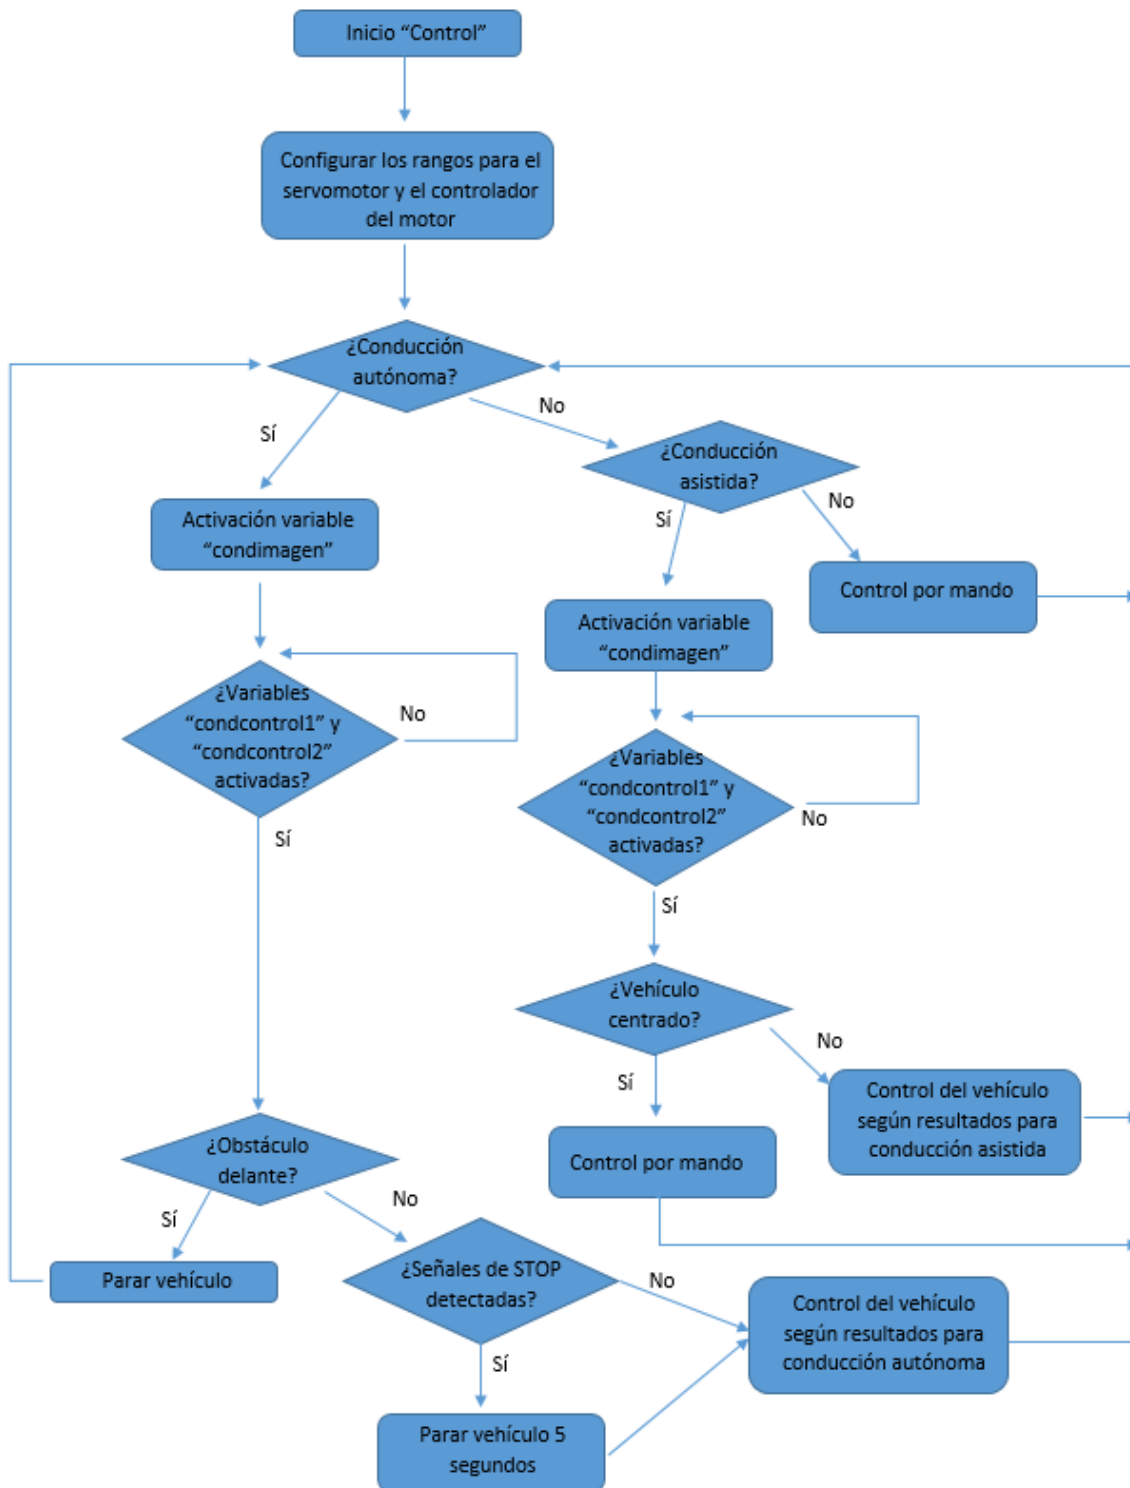 Inicio “Control”
Configurar los rangos para el
servomotor y el controlador
del motor
¿Conducción
autónoma?
No
Sí
¿Conducción
asistida?
No
Sí
Activación variable
“condimagen”
Control por mando
Activación variable
“condimagen”
¿Variables
“condcontrol1” y
“condcontrol2”
activadas?
No
Sí
¿Variables
“condcontrol1” y
“condcontrol2”
activadas?
No
Sí
¿Vehículo
centrado?
No
Sí
Control del vehículo
según resultados para
conducción asistida
Control por mando
¿Obstáculo
delante?
No
Sí
Parar vehículo
¿Señales de STOP
detectadas?
No
Sí
Control del vehículo
según resultados para
conducción autónoma
Parar vehículo 5
segundos